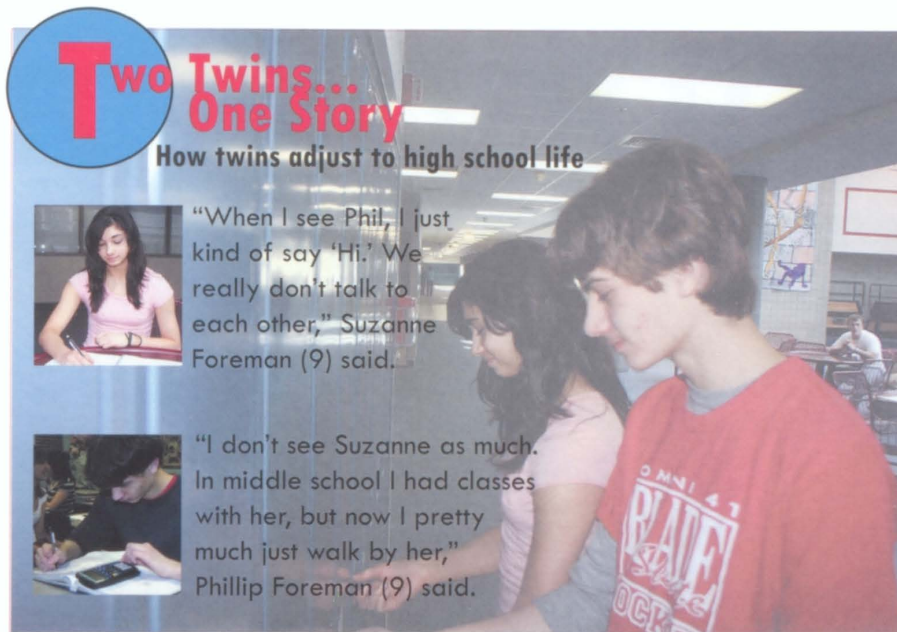 Two Twins...
One Story
How twins adjust to high school life
"When I see Phil, I just
kind of say 'Hi.' We
really don't talk to
each other," Suzanne
Foreman (9) said.
"I don't see Suzanne as much.
In middle school I had classes
with her, but now I pretty
much just walk by her,"
Phillip Foreman (9) said.
OMNI 41
BLADE